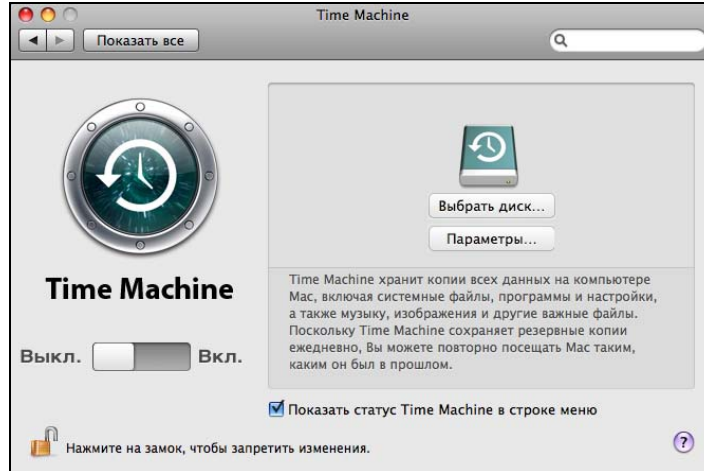 Time Machine
Показать все
Выбрать диск...
Параметры...
Time Machine
Time Machine хранит копии всех данных на компьютере
Mac, включая системные файлы, программы и настройки,
а также музыку, изображения и другие важные файлы.
Поскольку Time Machine сохраняет резервные копии
ежедневно, Вы можете повторно посещать Mac таким,
каким он был в прошлом.
Выкл. Вкл.
Показать статус Time Machine в строке меню
Нажмите на замок, чтобы запретить изменения.
?